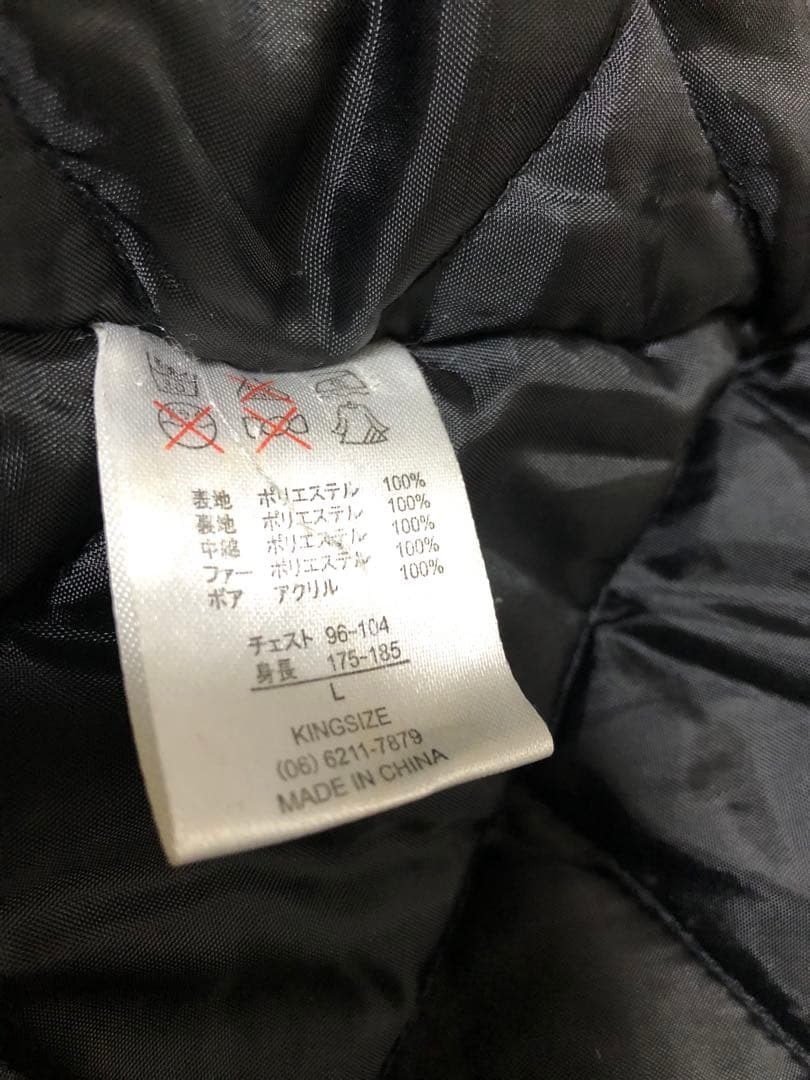 表地 ポリエステル 100%
裏地 ポリエステル 100%
中綿 ポリエステル 100%
ファー ポリエステル 100%
ボア アクリル 100%
チェスト 96-104
身長 175-185
L
KINGSIZE
(06) 6211-7879
MADE IN CHINA